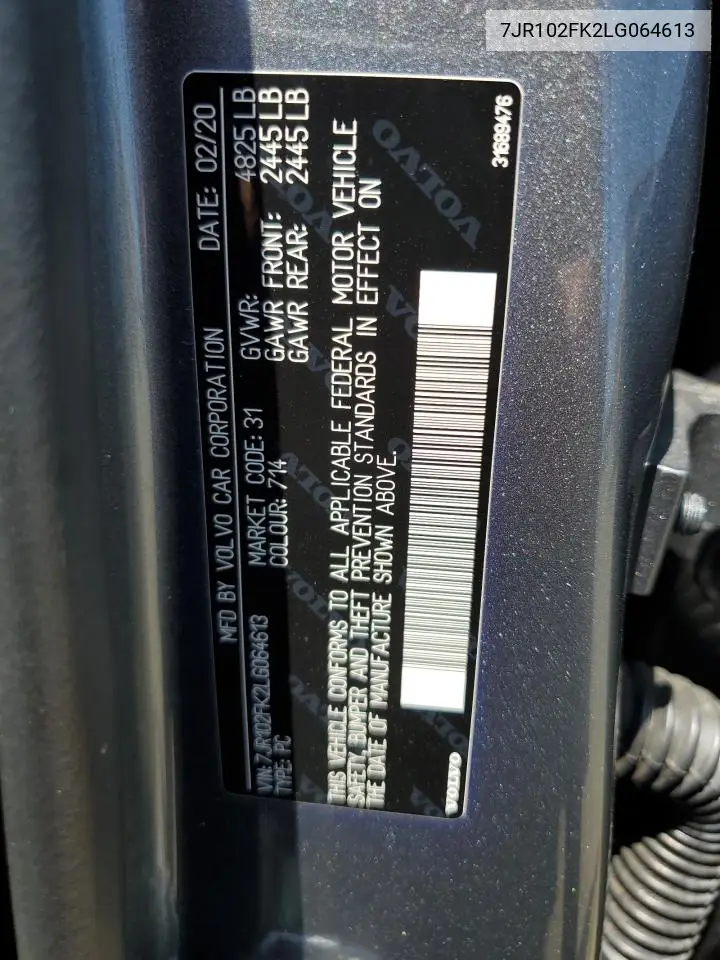 7JR102FK2LG064613
MFD BY VOLVO CAR CORPORATION DATE: 02/20
VIN: 7JR102FK2LG064613 MARKET CODE: 31 GVWR: 4825 LB
TYPE: PC COLOUR: 714 GAWR FRONT: 2445 LB
GAWR REAR: 2445 LB
THIS VEHICLE CONFORMS TO ALL APPLICABLE FEDERAL MOTOR VEHICLE
SAFETY, BUMPER AND THEFT PREVENTION STANDARDS IN EFFECT ON
THE DATE OF MANUFACTURE SHOWN ABOVE.
VOLVO
31689476